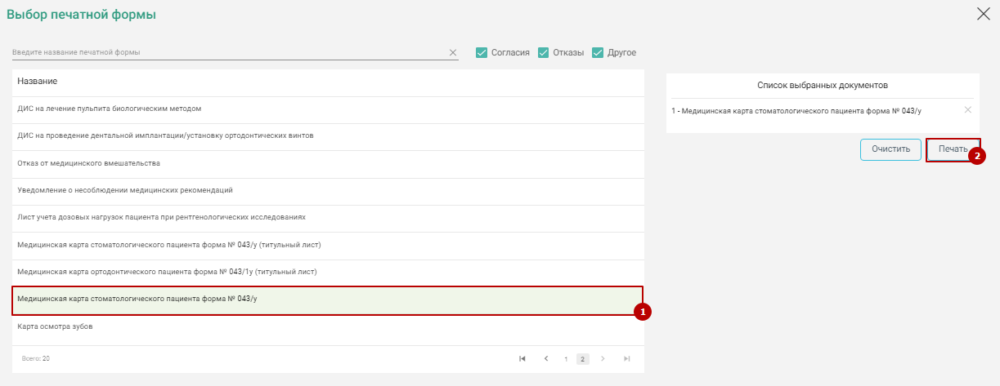 Выбор печатной формы
Введите название печатной формы
Согласия
Отказы
Другое
Название
ДИС на лечение пульпита биологическим методом
ДИС на проведение дентальной имплантации/установку ортодонтических винтов
Отказ от медицинского вмешательства
Уведомление о несоблюдении медицинских рекомендаций
Лист учета дозовых нагрузок пациента при рентгенологических исследованиях
Медицинская карта стоматологического пациента форма № 043/у (титульный лист)
Медицинская карта ортодонтического пациента форма № 043/1у (титульный лист)
Медицинская карта стоматологического пациента форма № 043/у
1
Карта осмотра зубов
Всего: 20
1 2
Список выбранных документов
1 - Медицинская карта стоматологического пациента форма № 043/у
Очистить
Печать
2